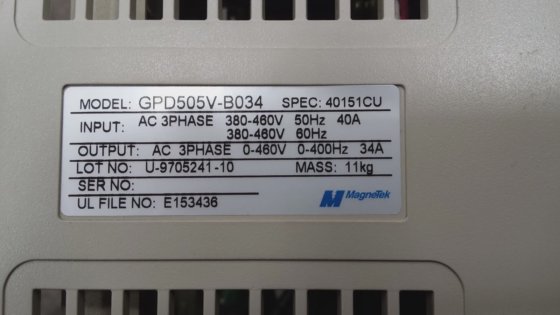 MODEL: GPD505V-B034 SPEC: 40151CU
INPUT: AC 3PHASE 380-460V 50Hz 40A
380-460V 60Hz
OUTPUT: AC 3PHASE 0-460V 0-400Hz 34A
LOT NO: U-9705241-10 MASS: 11kg
SER NO:
UL FILE NO: E153436
MagneTek